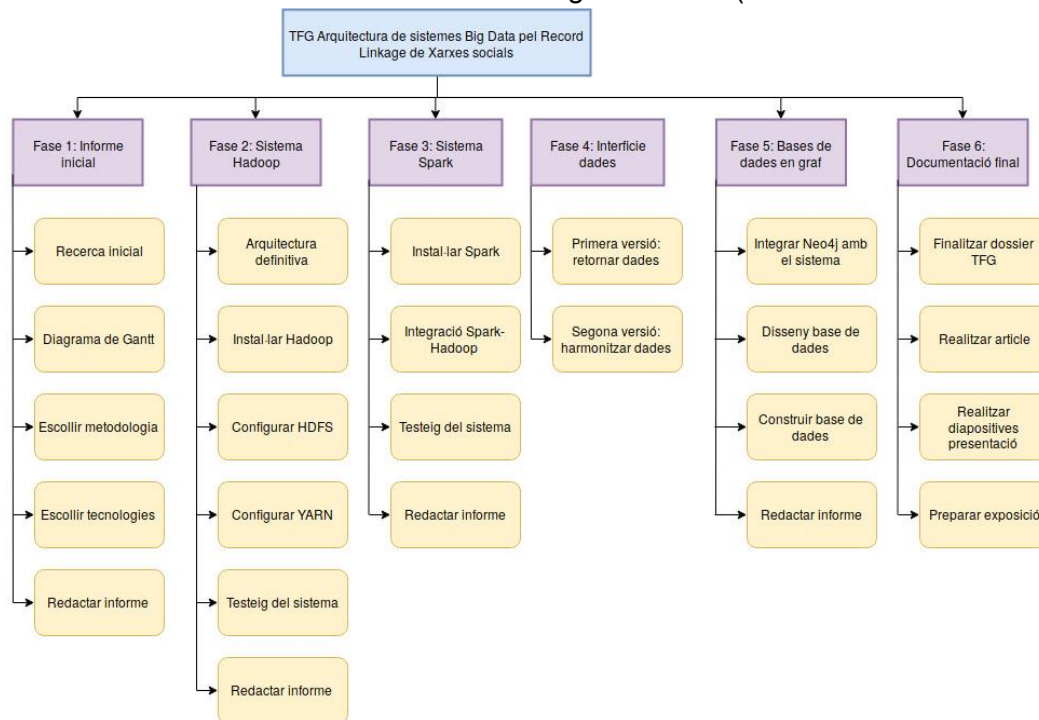 TFG Arquitectura de sistemes Big Data pel Record
Linkage de Xarxes socials
Fase 1: Informe
inicial
Recerca inicial
Diagrama de Gantt
Escollir metodologia
Escollir tecnologies
Redactar informe
Fase 2: Sistema
Hadoop
Arquitectura
definitiva
Instal·lar Hadoop
Configurar HDFS
Configurar YARN
Testeig del sistema
Redactar informe
Fase 3: Sistema
Spark
Instal·lar Spark
Integració Spark-
Hadoop
Testeig del sistema
Redactar informe
Fase 4: Interficie
dades
Primera versió:
retornar dades
Segona versió:
harmonitzar dades
Fase 5: Bases de
dades en graf
Integrar Neo4j amb
el sistema
Disseny base de
dades
Construir base de
dades
Redactar informe
Fase 6:
Documentació final
Finalitzar dossier
TFG
Realitzar article
Realitzar
diapositives
presentació
Preparar exposició